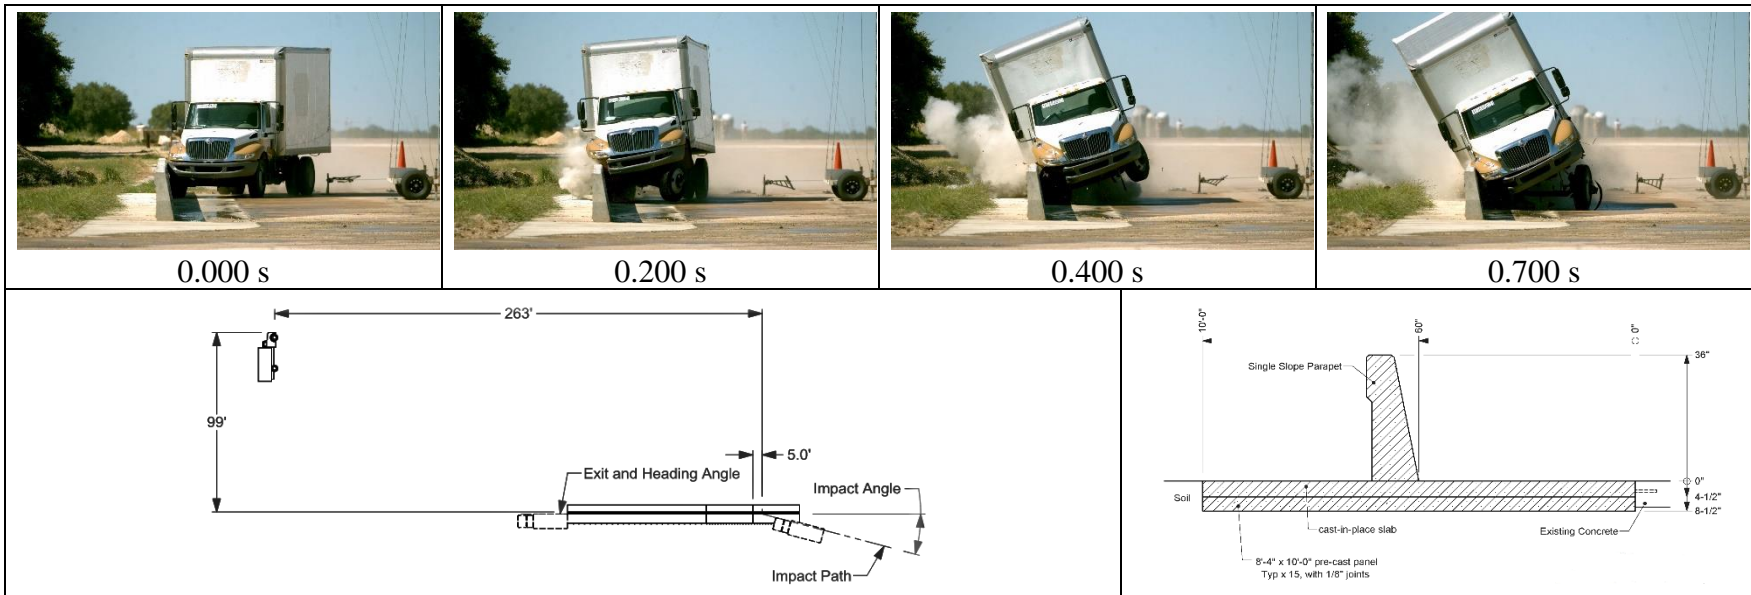 0.000 s
0.200 s
0.400 s
0.700 s
263'
99'
5.0'
Exit and Heading Angle
Impact Angle
Impact Path
10'-0"
60"
0"
36"
Single Slope Parapet
0"
Soil
4-1/2"
8-1/2"
cast-in-place slab
Existing Concrete
8'-4" x 10'-0" pre-cast panel
Typ x 15, with 1/8" joints